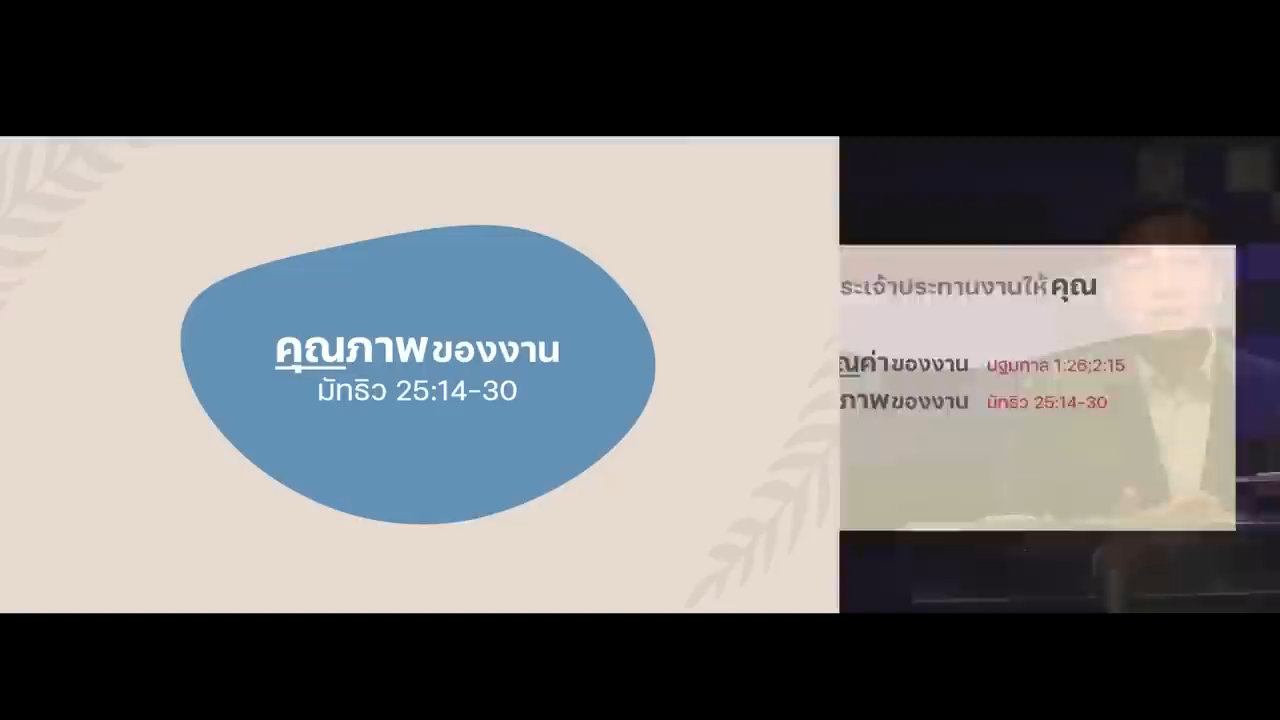 คุณภาพของงาน
มัทธิว 25:14-30
ระเจ้าประทานงานให้คุณ
ณค่าของงาน ปฐมกาล 1:26;2:15
ภาพของงาน มัทธิว 25:14-30